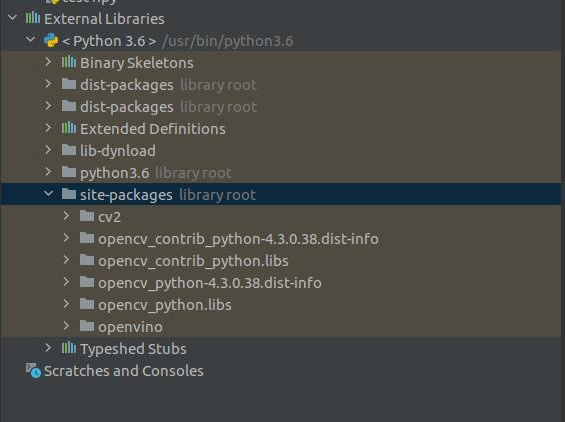 External Libraries
< Python 3.6 > /usr/bin/python3.6
Binary Skeletons
dist-packages library root
dist-packages library root
Extended Definitions
lib-dynload
python3.6 library root
site-packages library root
cv2
opencv_contrib_python-4.3.0.38.dist-info
opencv_contrib_python.libs
opencv_python-4.3.0.38.dist-info
opencv_python.libs
openvino
Typeshed Stubs
Scratches and Consoles